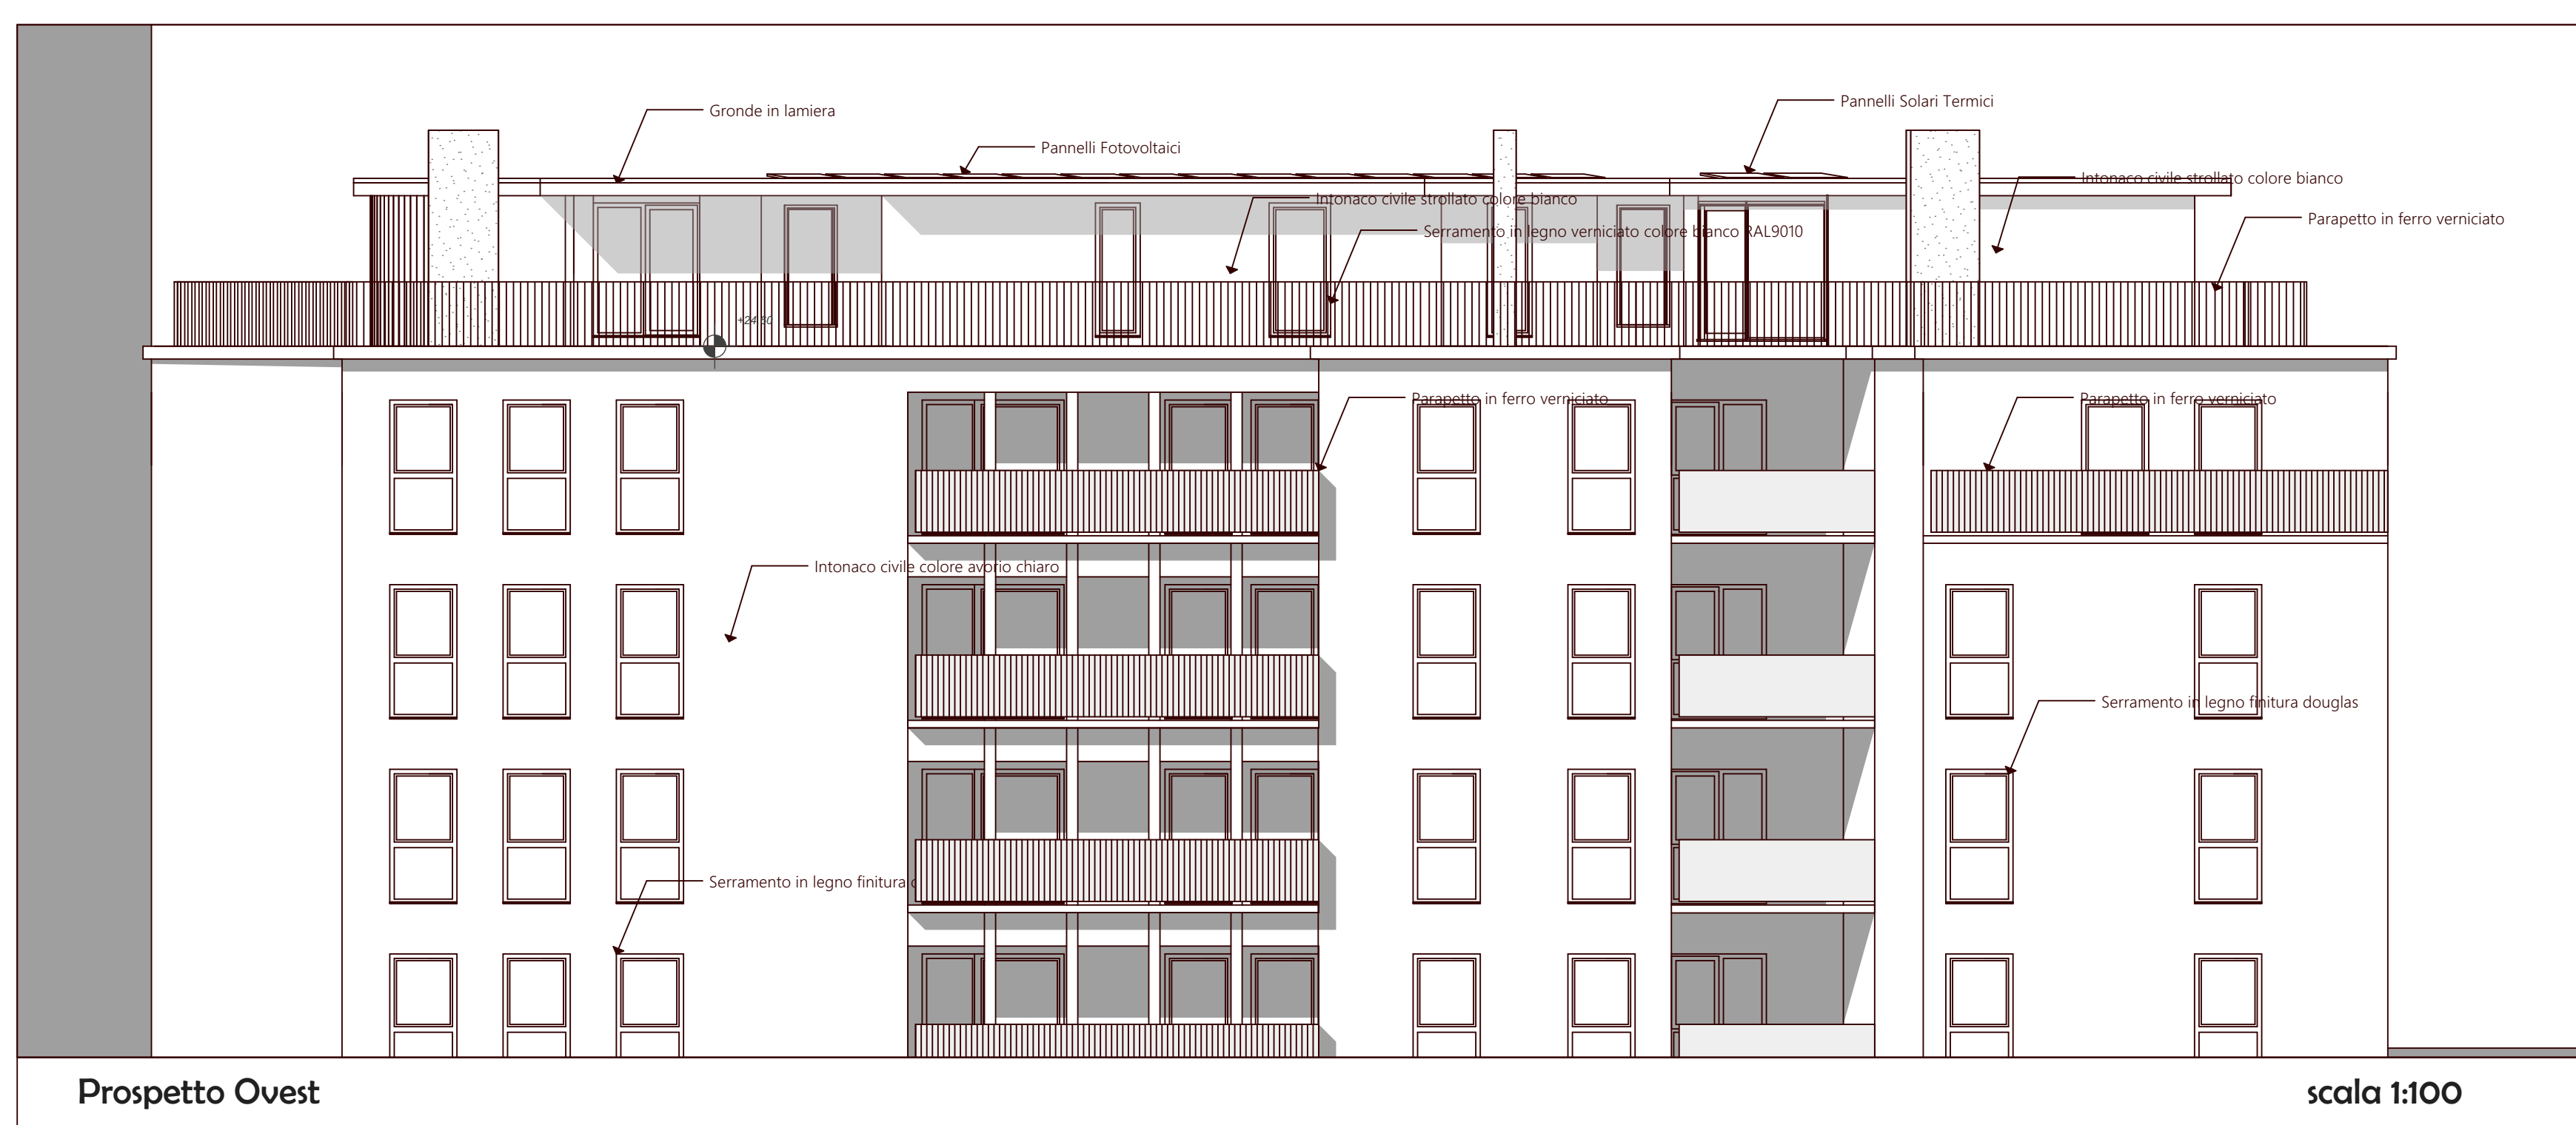 Pannelli Solari Termici
Gronde in lamiera
Pannelli Fotovoltaici
Intonaco civile strollato colore bianco
Intonaco civile strollato colore bianco
Parapetto in ferro verniciato
Serramento in legno verniciato colore bianco RAL9010
+24.60
Parapetto in ferro verniciato
Parapetto in ferro verniciato
Intonaco civile colore avorio chiaro
Serramento in legno finitura douglas
Serramento in legno finitura
Prospetto Ovest
scala 1:100